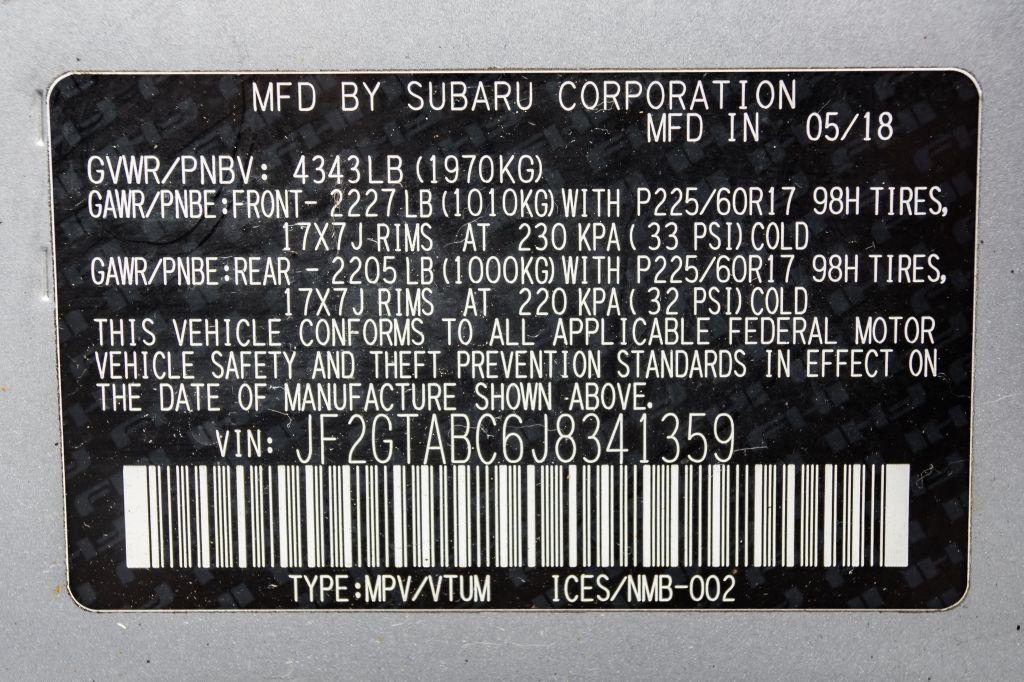 MFD BY SUBARU CORPORATION
MFD IN 05/18
GVWR/PNBV: 4343LB (1970KG)
GAWR/PNBE:FRONT- 2227LB (1010KG) WITH P225/60R17 98H TIRES,
17X7J RIMS AT 230 KPA( 33 PSI) COLD
GAWR/PNBE:REAR - 2205LB (1000KG) WITH P225/60R17 98H TIRES,
17X7J RIMS AT 220 KPA( 32 PSI) COLD
THIS VEHICLE CONFORMS TO ALL APPLICABLE FEDERAL MOTOR
VEHICLE SAFETY AND THEFT PREVENTION STANDARDS IN EFFECT ON
THE DATE OF MANUFACTURE SHOWN ABOVE.
VIN: JF2GTABC6J8341359
TYPE:MPV/VTUM ICES/NMB-002